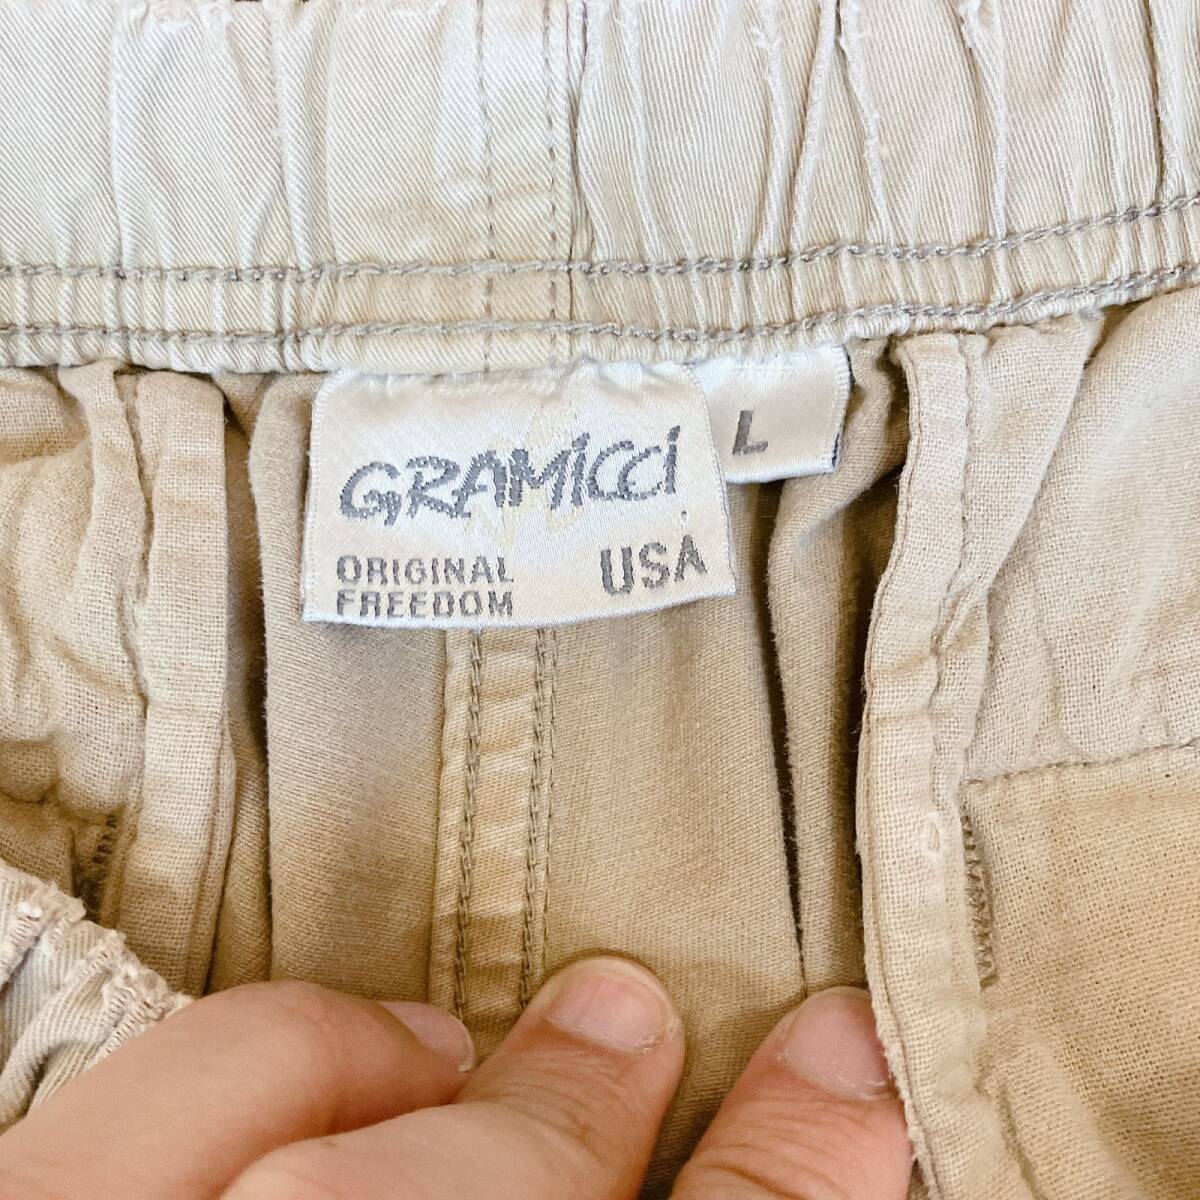 GRAMiCCi
ORIGINAL
FREEDOM
USA
L